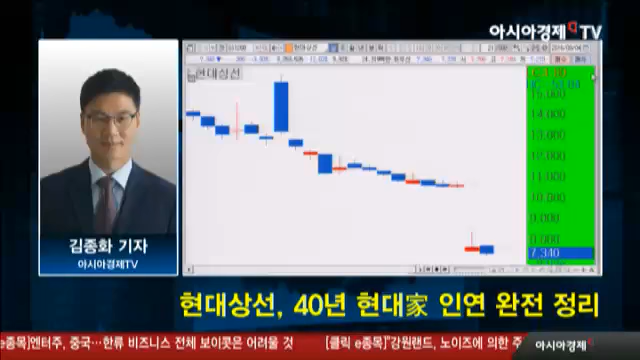 아시아경제TV
현대상선
15,000
14,000
13,000
12,000
11,000
10,000
9,000
8,000
7,340
김종화 기자
아시아경제TV
현대상선, 40년 현대家 인연 완전 정리
e종목]엔터주, 중국…한류 비즈니스 전체 보이콧은 어려울 것 [클릭 e종목]"강원랜드, 노이즈에 의한 주
아시아경제